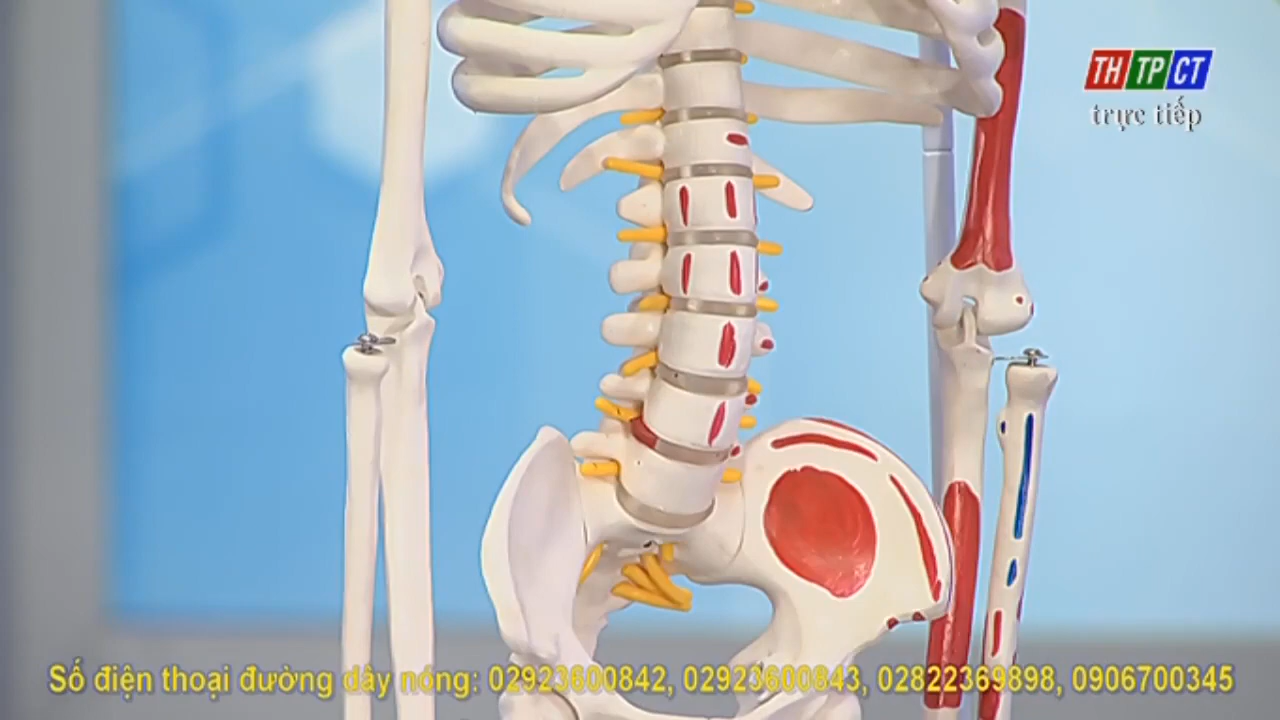 THTPCT
trực tiếp
Số điện thoại đường dây nóng: 02923600842, 02923600843, 02822369898, 0906700345